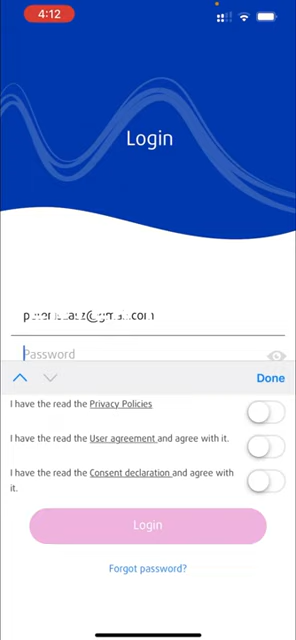 4:12
Login
Password
Done
I have the read the Privacy Policies
I have the read the User agreement and agree with it.
I have the read the Consent declaration and agree with
it.
Login
Forgot password?